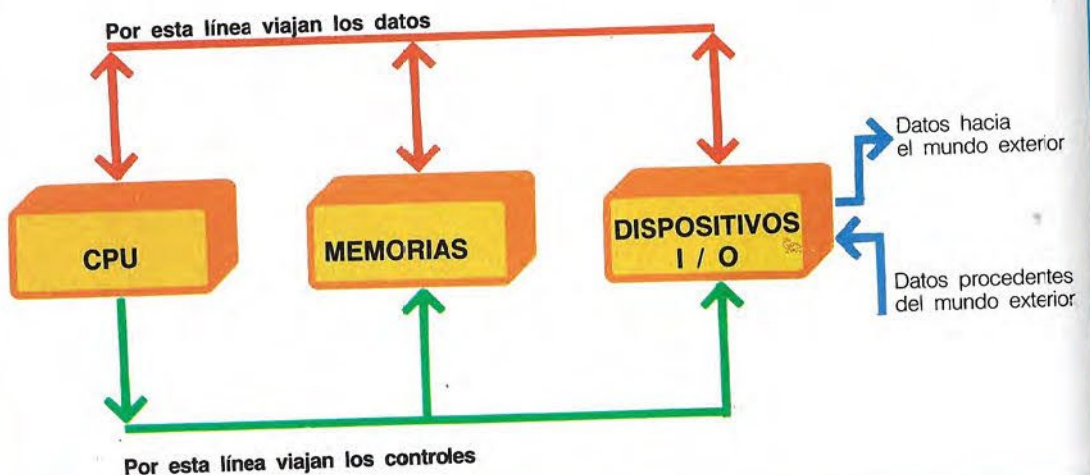 Por esta línea viajan los datos
CPU
MEMORIAS
DISPOSITIVOS
I / O
Datos hacia
el mundo exterior
Datos procedentes
del mundo exterior
Por esta línea viajan los controles